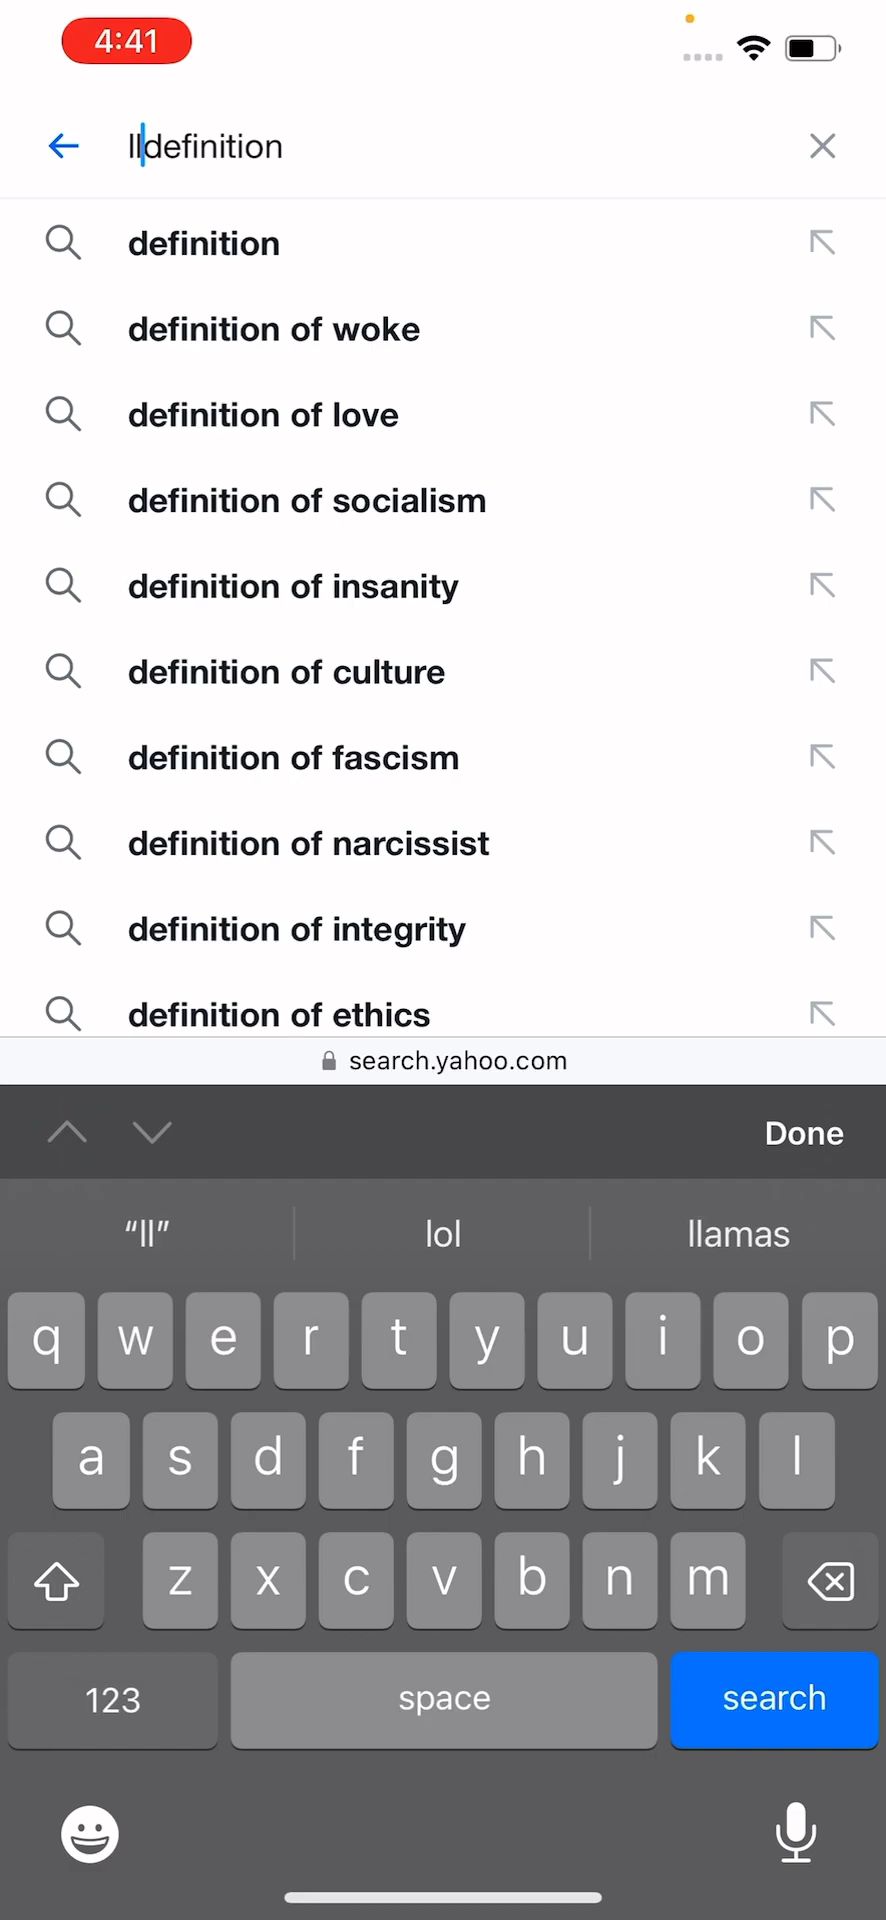 4:41
lldefinition
definition
definition of woke
definition of love
definition of socialism
definition of insanity
definition of culture
definition of fascism
definition of narcissist
definition of integrity
definition of ethics
search.yahoo.com
Done
“ll” lol llamas
q w e r t y u i o p
a s d f g h j k l
z x c v b n m
123 space search